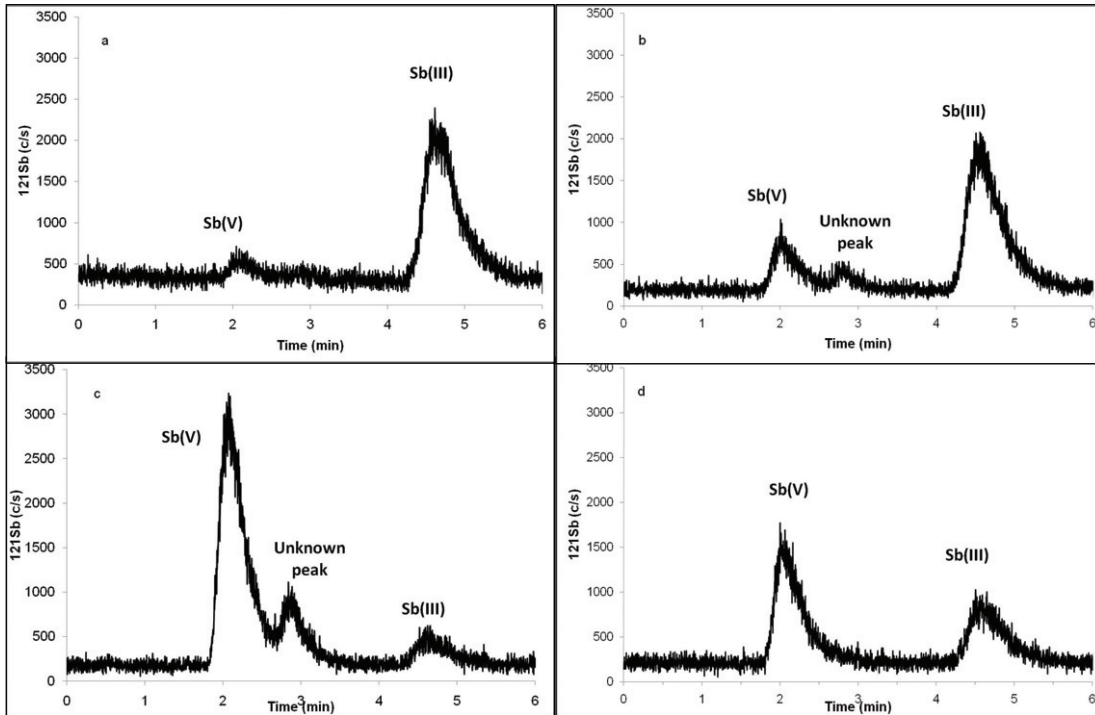 3500
3000
2500
2000
1500
1000
500
0
121Sb (c/s)
a
Sb(V)
Sb(III)
0 1 2 3 4 5 6
Time (min)
3500
3000
2500
2000
1500
1000
500
0
121Sb (c/s)
b
Sb(V)
Unknown
peak
Sb(III)
0 1 2 3 4 5 6
Time (min)
3500
3000
2500
2000
1500
1000
500
0
121Sb (c/s)
c
Sb(V)
Unknown
peak
Sb(III)
0 1 2 3 4 5 6
Time (min)
3500
3000
2500
2000
1500
1000
500
0
121Sb (c/s)
d
Sb(V)
Sb(III)
0 1 2 3 4 5 6
Time (min)